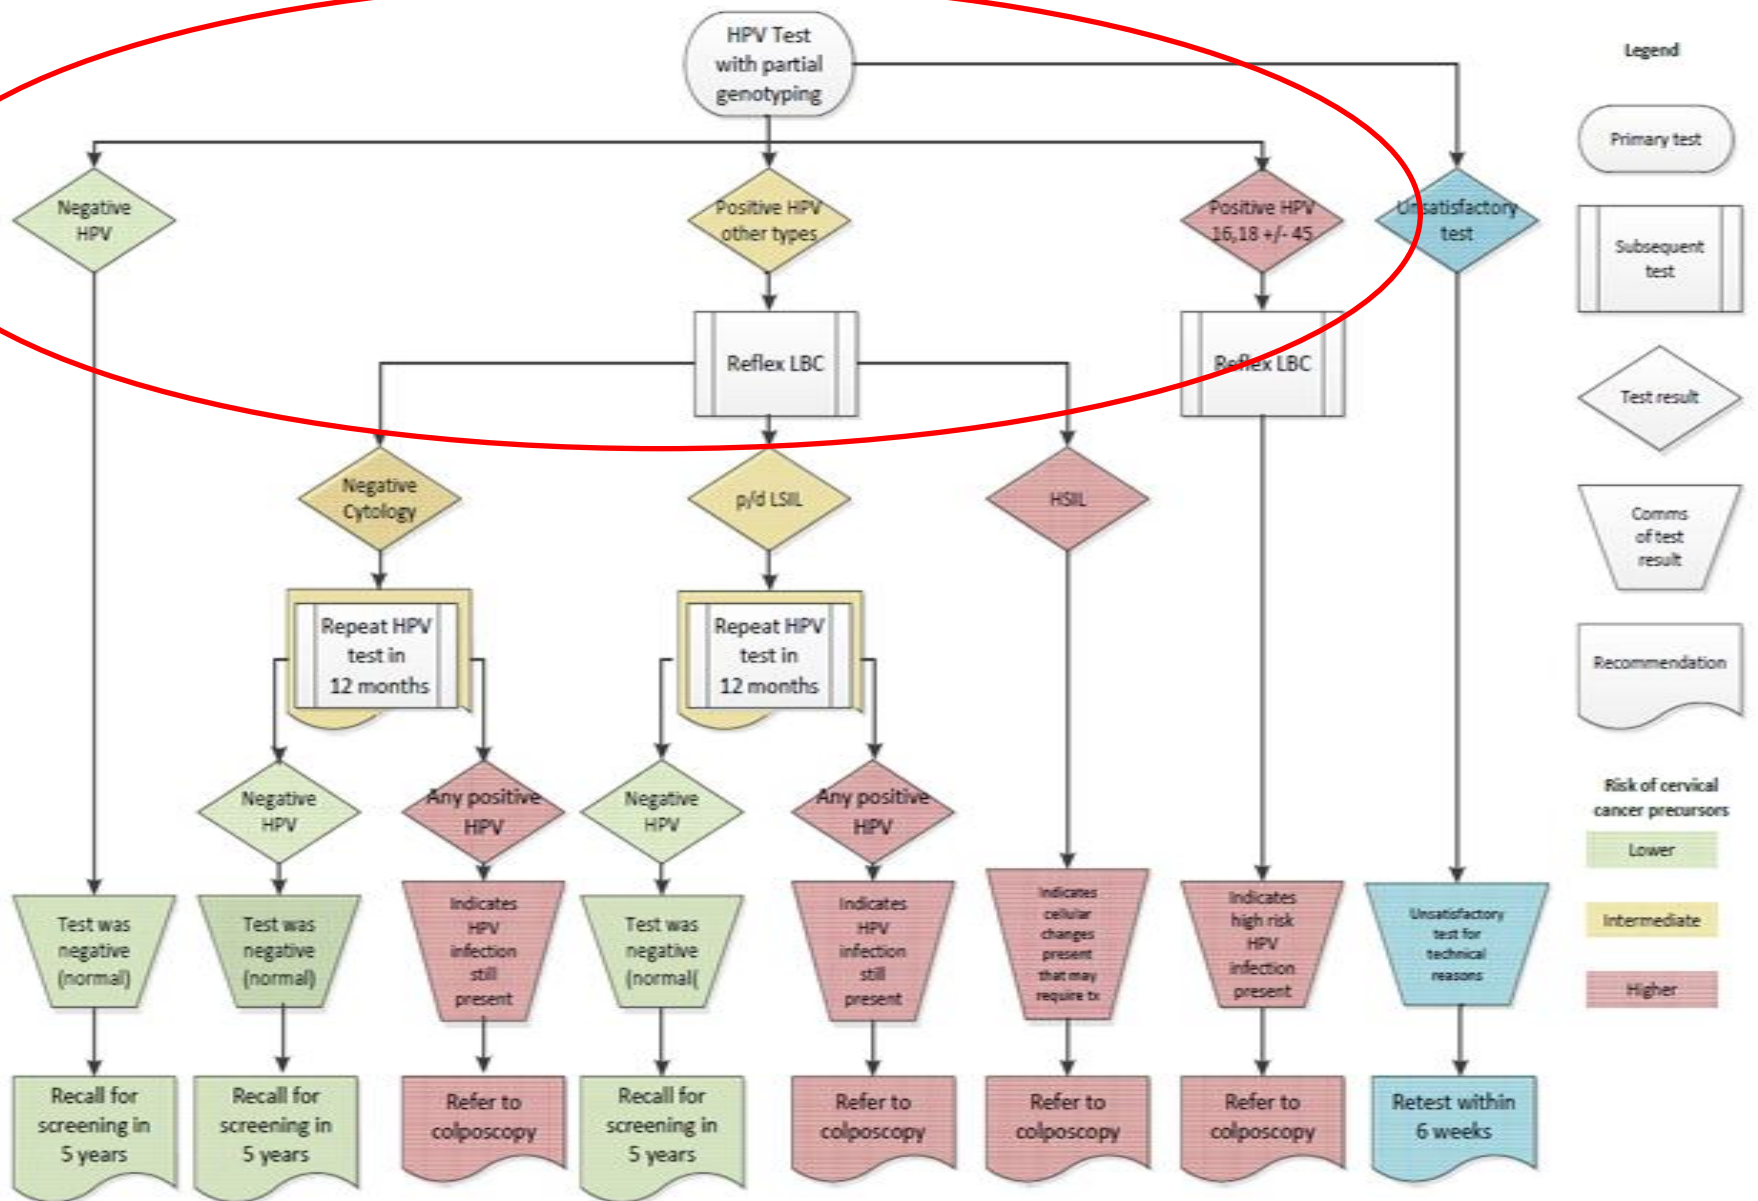 HPV Test
with partial
genotyping
Negative
HPV
Positive HPV
other types
Positive HPV
16,18 +/- 45
Unsatisfactory
test
Reflex LBC
Reflex LBC
Negative
Cytology
p/d LSIL
HSIL
Repeat HPV
test in
12 months
Repeat HPV
test in
12 months
Negative
HPV
Any positive
HPV
Negative
HPV
Any positive
HPV
Test was
negative
(normal)
Test was
negative
(normal)
Indicates
HPV
infection
still
present
Test was
negative
(normal(
Indicates
HPV
infection
still
present
Indicates
cellular
changes
present
that may
require tx
Indicates
high risk
HPV
infection
present
Unsatisfactory
test for
technical
reasons
Recall for
screening in
5 years
Recall for
screening in
5 years
Refer to
colposcopy
Recall for
screening in
5 years
Refer to
colposcopy
Refer to
colposcopy
Refer to
colposcopy
Retest within
6 weeks
Legend
Primary test
Subsequent
test
Test result
Comms
of test
result
Recommendation
Risk of cervical
cancer precursors
Lower
Intermediate
Higher